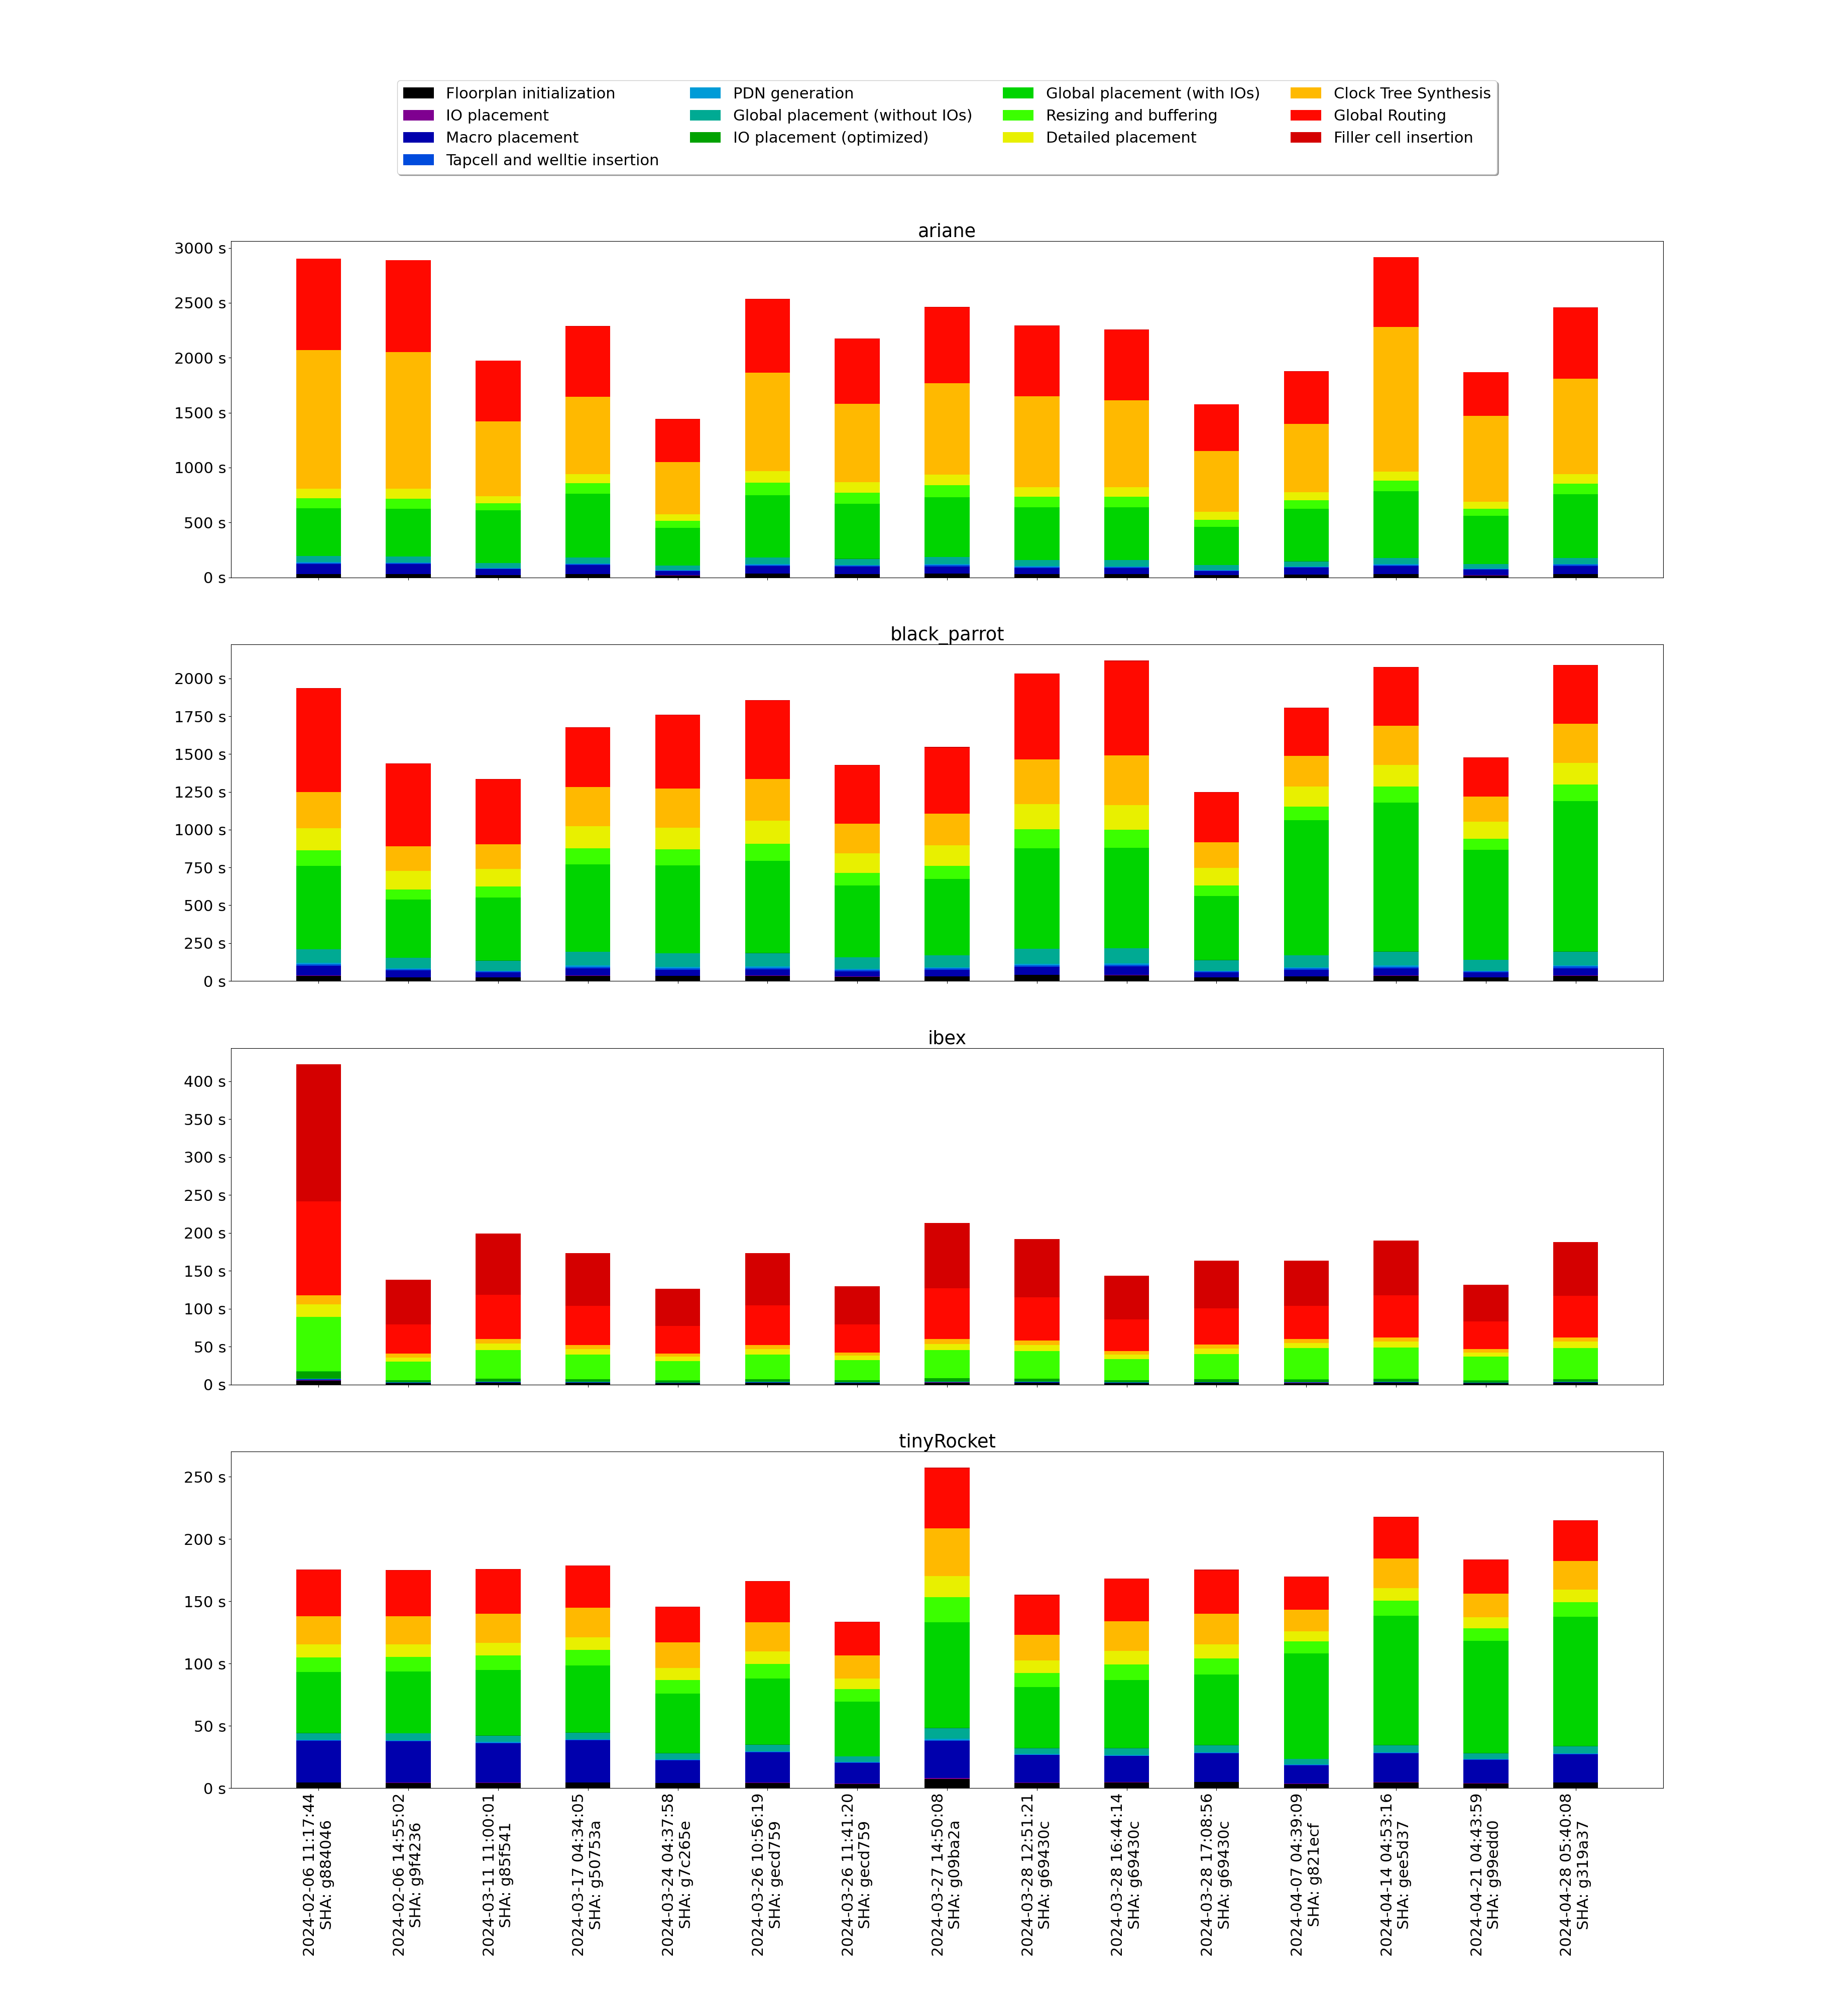 Floorplan initialization
IO placement
Macro placement
Tapcell and welltie insertion
PDN generation
Global placement (without IOs)
IO placement (optimized)
Global placement (with IOs)
Resizing and buffering
Detailed placement
Clock Tree Synthesis
Global Routing
Filler cell insertion
ariane
3000 s
2500 s
2000 s
1500 s
1000 s
500 s
0 s
black_parrot
2000 s
1750 s
1500 s
1250 s
1000 s
750 s
500 s
250 s
0 s
ibex
400 s
350 s
300 s
250 s
200 s
150 s
100 s
50 s
0 s
tinyRocket
250 s
200 s
150 s
100 s
50 s
0 s
2024-02-06 11:17:44
SHA: g884046
2024-02-06 14:55:02
SHA: g9f4236
2024-03-11 11:00:01
SHA: g85f541
2024-03-17 04:34:05
SHA: g50753a
2024-03-24 04:37:58
SHA: g7c265e
2024-03-26 10:56:19
SHA: gecd759
2024-03-26 11:41:20
SHA: gecd759
2024-03-27 14:50:08
SHA: g09ba2a
2024-03-28 12:51:21
SHA: g69430c
2024-03-28 16:44:14
SHA: g69430c
2024-03-28 17:08:56
SHA: g69430c
2024-04-07 04:39:09
SHA: g821ecf
2024-04-14 04:53:16
SHA: gee5d37
2024-04-21 04:43:59
SHA: g99edd0
2024-04-28 05:40:08
SHA: g319a37